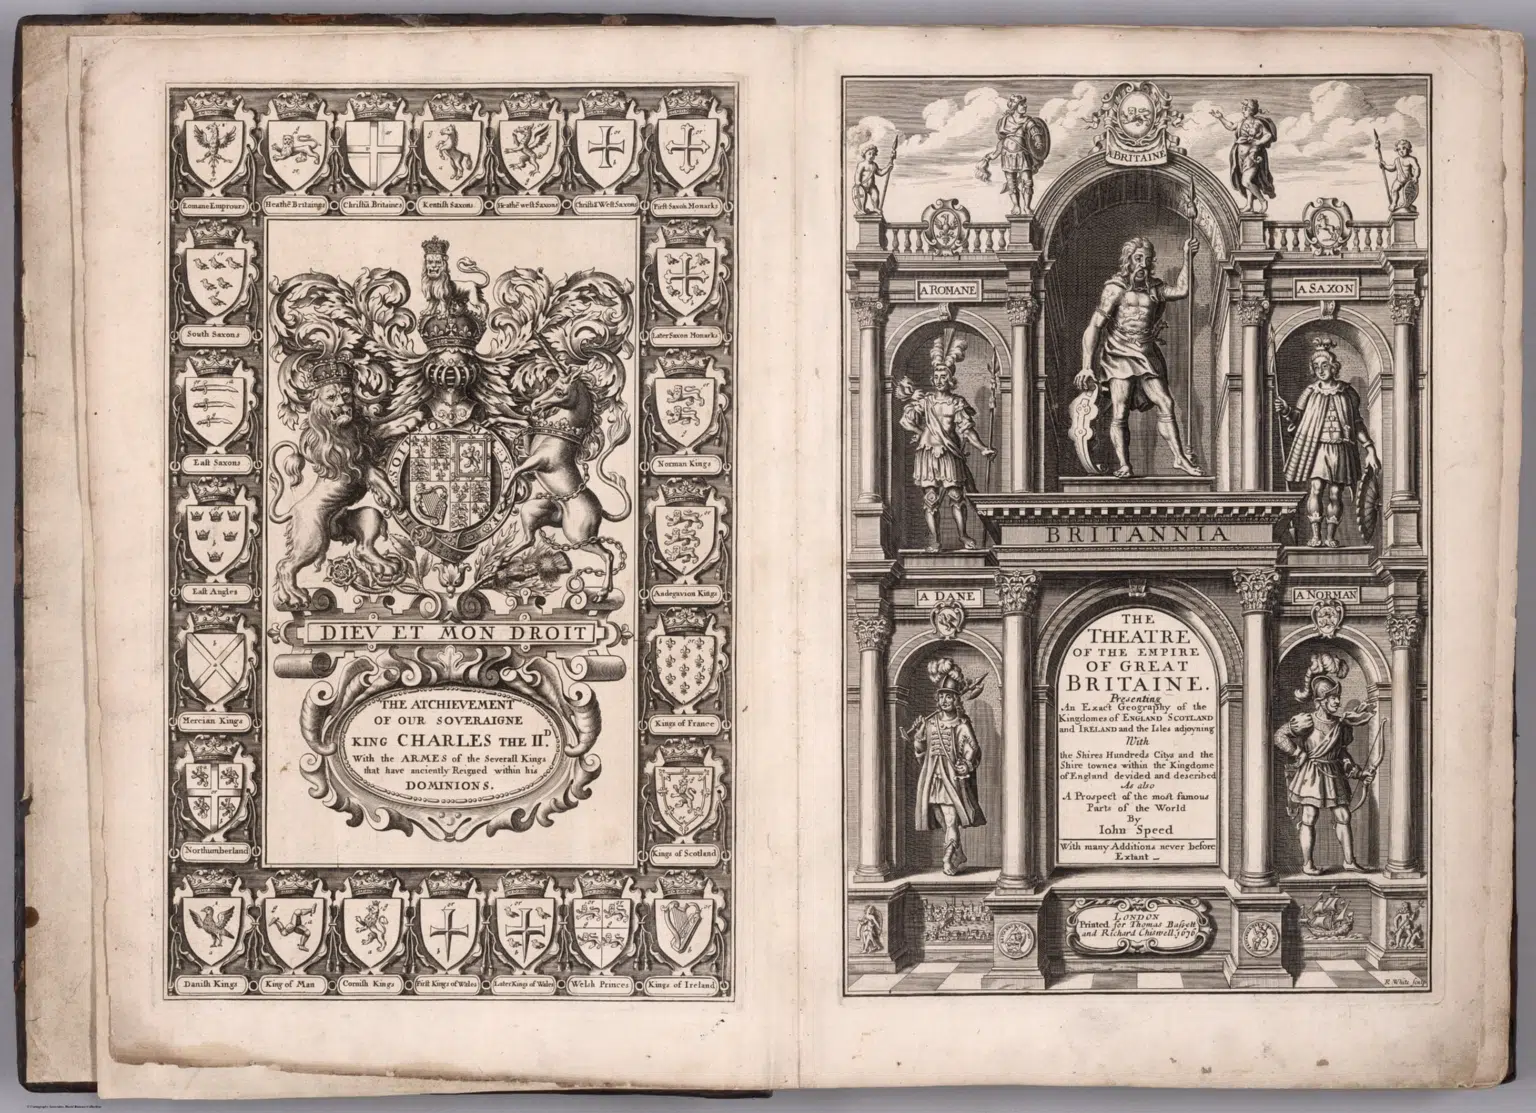 Romane Emprours
Heathē Britaines
Christiā Britaines
Kentish Saxons
Heathē west Saxons
Christiā West Saxons
First Saxon Monarks
South Saxons
Later Saxon Monarks
East Saxons
Norman Kings
East Angles
Andegavion Kings
DIEV ET MON DROIT
Mercian Kings
Kings of France
THE ATCHIEVEMENT
OF OUR SOVERAIGNE
KING CHARLES THE II.D
With the ARMES of the Severall Kings
that have anciently Reigned within his
DOMINIONS.
Northumberland
Kings of Scotland
Danish Kings
King of Man
Cornish Kings
First Kings of Wales
Later Kings of Wales
Welsh Princes
Kings of Ireland
A BRITAINE
A ROMANE
A SAXON
BRITANNIA
A DANE
A NORMAN
THE
THEATRE
OF THE EMPIRE
OF GREAT
BRITAINE.
Presenting
An Exact Geography of the
Kingdomes of ENGLAND SCOTLAND
and IRELAND and the Isles adjoyning
With
the Shires Hundreds Citys and the
Shire townes within the Kingdome
of England devided and described
As also
A Prospect of the most famous
Parts of the World
By
Iohn Speed
With many Additions never before
Extant
LONDON
Printed for Thomas Bassett
and Richard Chiswell. 1676
R. White sculp